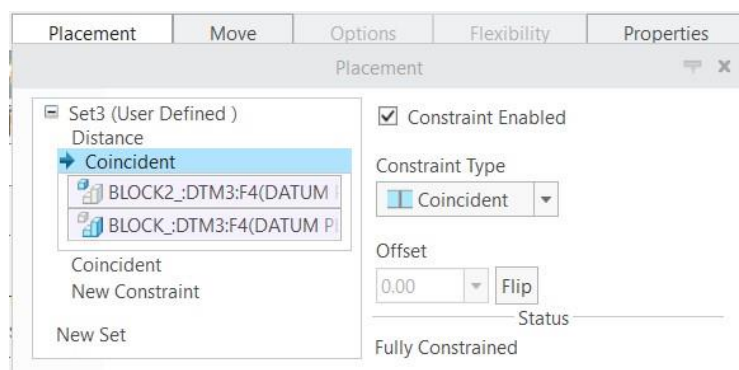 Placement Move Options Flexibility Properties
Placement
Set3 (User Defined )
Distance
Coincident
BLOCK2_:DTM3:F4(DATUM
BLOCK_:DTM3:F4(DATUM Pl
Coincident
New Constraint
New Set
Constraint Enabled
Constraint Type
Coincident
Offset
0.00 Flip
Status
Fully Constrained